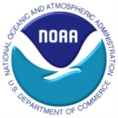 NATIONAL OCEANIC AND ATMOSPHERIC ADMINISTRATION
NOAA
U.S. DEPARTMENT OF COMMERCE